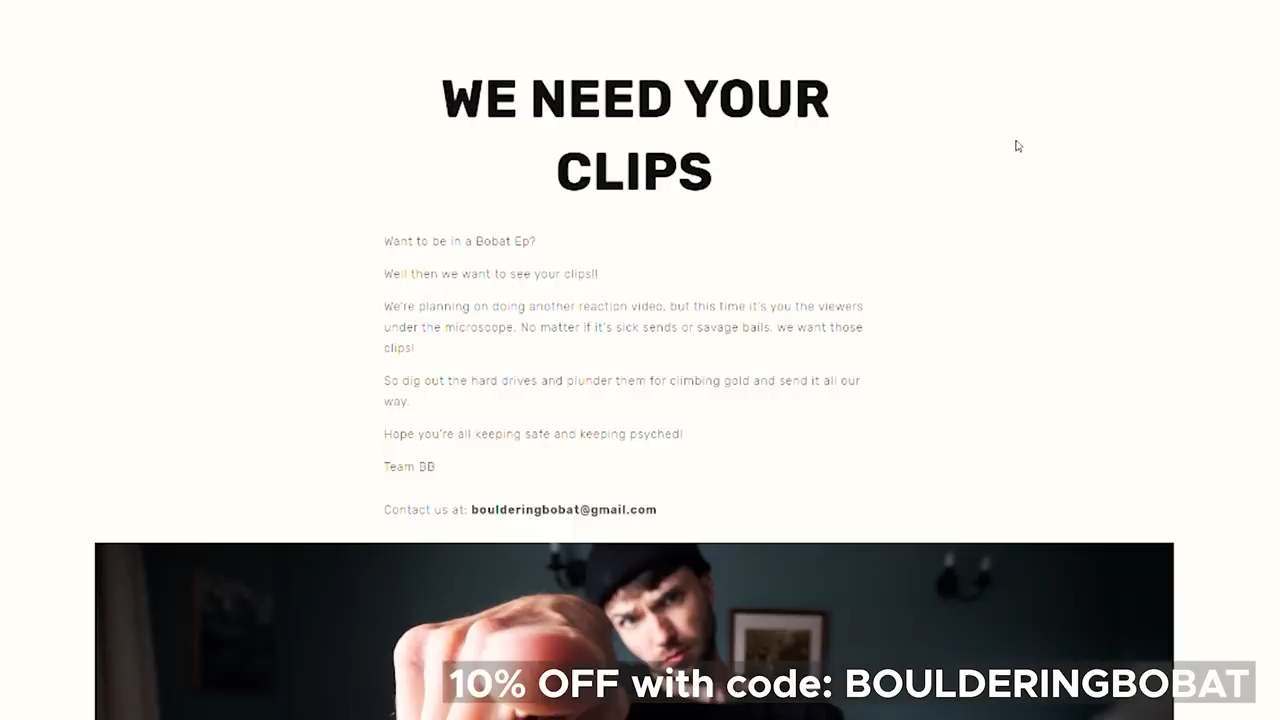 WE NEED YOUR
CLIPS
Want to be in a Bobat Ep?
Well then we want to see your clips!!
We're planning on doing another reaction video, but this time it's you the viewers
under the microscope. No matter if it's sick sends or savage bails, we want those
clips!
So dig out the hard drives and plunder them for climbing gold and send it all our
way.
Hope you're all keeping safe and keeping psyched!
Team BB
Contact us at: boulderingbobat@gmail.com
10% OFF with code: BOULDERINGBOBAT